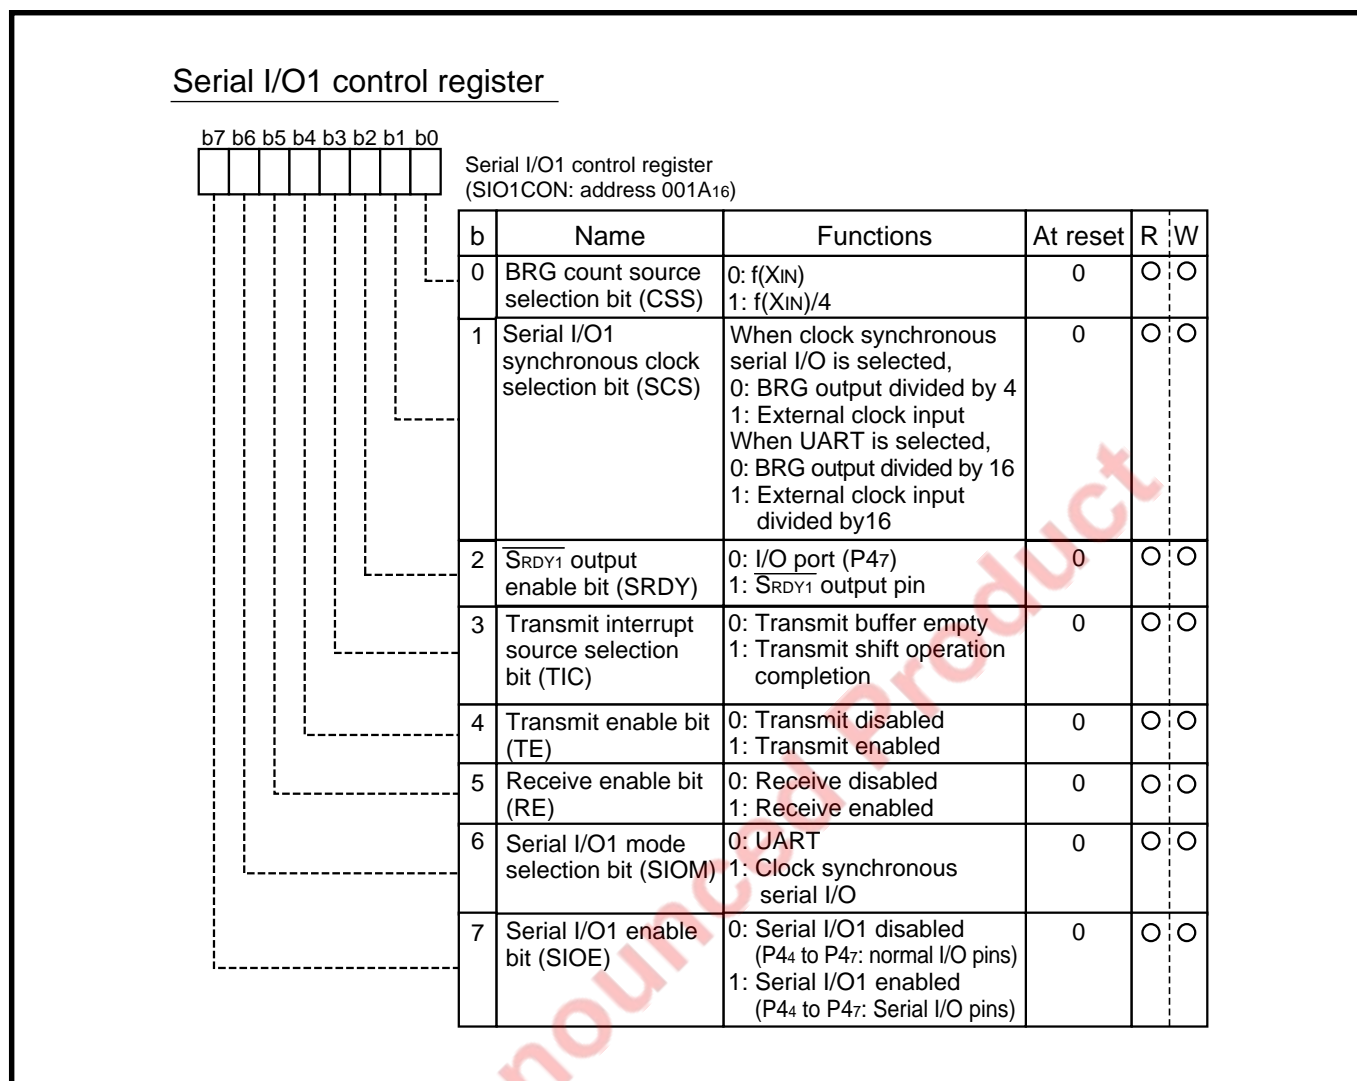 Serial I/O1 control register
b7 b6 b5 b4 b3 b2 b1 b0
Serial I/O1 control register
(SIO1CON: address 001A16)
b Name Functions At reset R W
0 BRG count source selection bit (CSS)
0: f(XIN)
1: f(XIN)/4
0
1 Serial I/O1
synchronous clock
selection bit (SCS)
When clock synchronous
serial I/O is selected,
0: BRG output divided by 4
1: External clock input
When UART is selected,
0: BRG output divided by 16
1: External clock input
divided by16
0
2 SRDY1 output
enable bit (SRDY)
0: I/O port (P47)
1: SRDY1 output pin
0
3 Transmit interrupt
source selection
bit (TIC)
0: Transmit buffer empty
1: Transmit shift operation
completion
0
4 Transmit enable bit
(TE)
0: Transmit disabled
1: Transmit enabled
0
5 Receive enable bit
(RE)
0: Receive disabled
1: Receive enabled
0
6 Serial I/O1 mode
selection bit (SIOM)
0: UART
1: Clock synchronous
serial I/O
0
7 Serial I/O1 enable
bit (SIOE)
0: Serial I/O1 disabled
(P44 to P47: normal I/O pins)
1: Serial I/O1 enabled
(P44 to P47: Serial I/O pins)
0
nounced Product